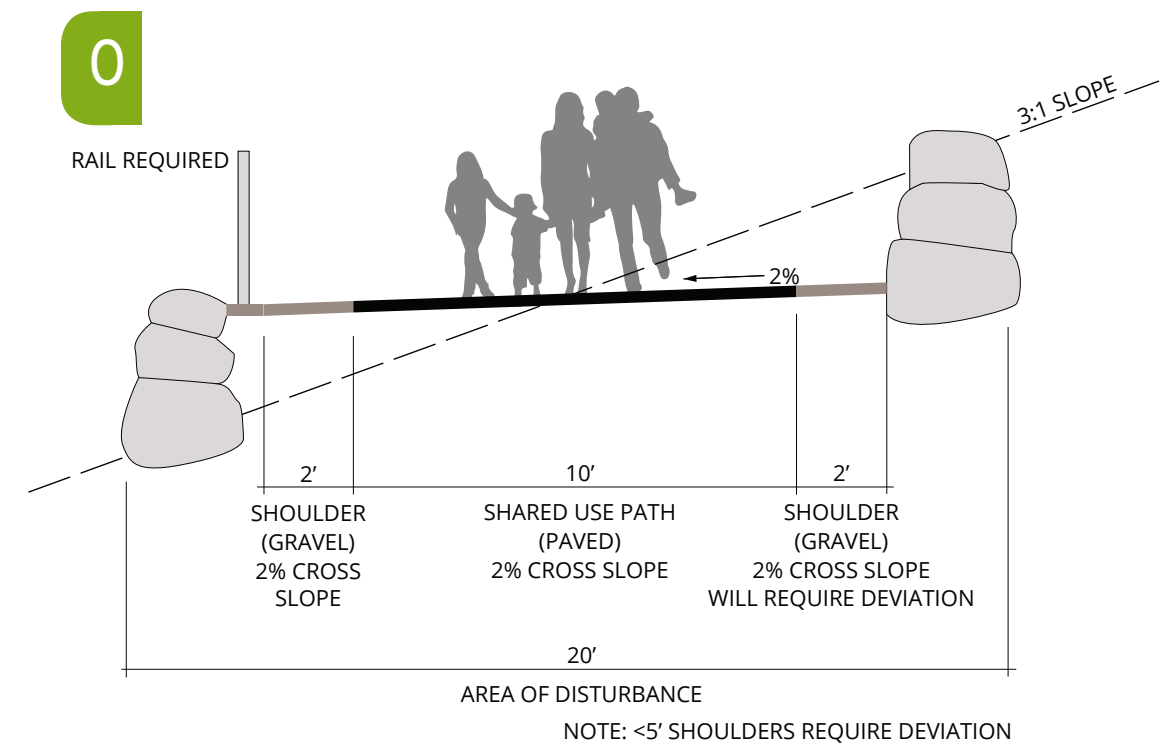 0
RAIL REQUIRED
3:1 SLOPE
2%
2’
10’
2’
SHOULDER
(GRAVEL)
2% CROSS
SLOPE
SHARED USE PATH
(PAVED)
2% CROSS SLOPE
SHOULDER
(GRAVEL)
2% CROSS SLOPE
WILL REQUIRE DEVIATION
20’
AREA OF DISTURBANCE
NOTE: <5’ SHOULDERS REQUIRE DEVIATION